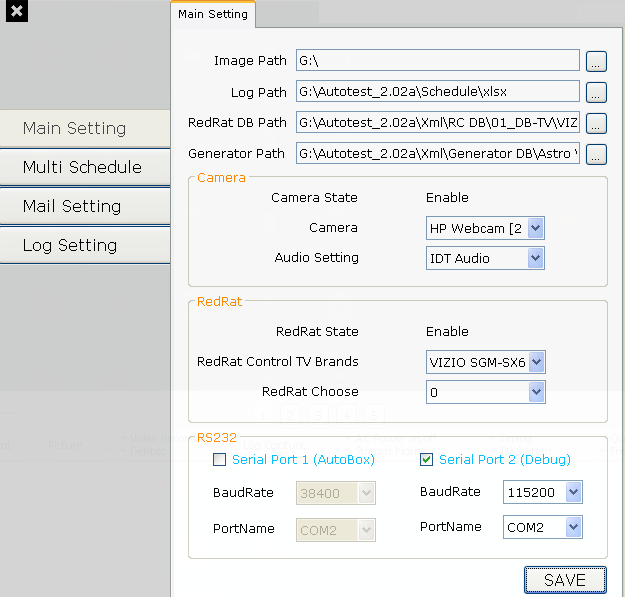 Main Setting
Image Path G:\
Log Path G:\Autotest_2.02a\Schedule\xlsx
RedRat DB Path G:\Autotest_2.02a\Xml\RC DB\01_DB-TV\VIZ
Generator Path G:\Autotest_2.02a\Xml\Generator DB\Astro
Main Setting
Multi Schedule
Mail Setting
Log Setting
Camera
Camera State Enable
Camera HP Webcam [2
Audio Setting IDT Audio
RedRat
RedRat State Enable
RedRat Control TV Brands VIZIO SGM-SX6
RedRat Choose 0
RS232
Serial Port 1 (AutoBox) Serial Port 2 (Debug)
BaudRate 38400 BaudRate 115200
PortName COM2 PortName COM2
SAVE